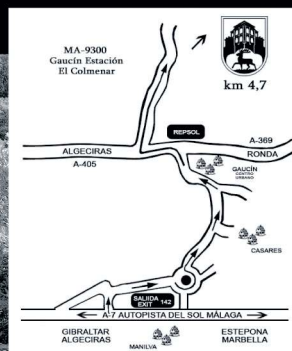 MA-9300
Gaucín Estación
El Colmenar
km 4,7
REPSOL
ALGECIRAS
A-405
A-369
RONDA
GAUCÍN
CENTRO
URBANO
CASARES
SALIIDA
EXIT 142
A-7 AUTOPISTA DEL SOL MÁLAGA
GIBRALTAR
ALGECIRAS
MANILVA
ESTEPONA
MARBELLA